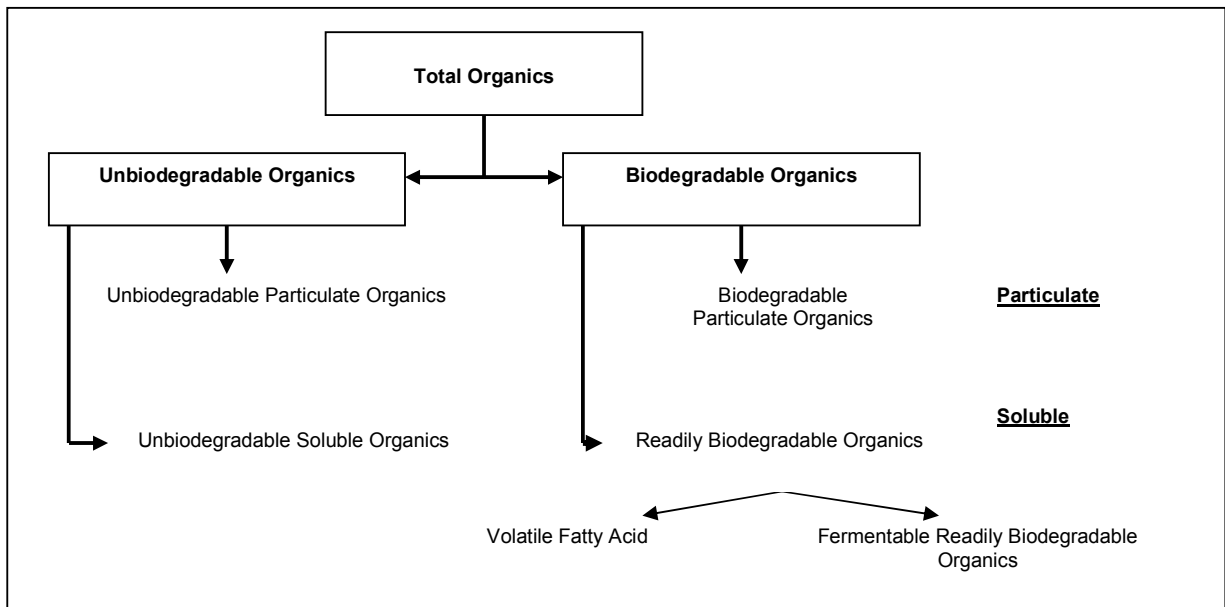 Total Organics
Unbiodegradable Organics
Biodegradable Organics
Unbiodegradable Particulate Organics
Biodegradable
Particulate Organics
Particulate
Soluble
Unbiodegradable Soluble Organics
Readily Biodegradable Organics
Volatile Fatty Acid
Fermentable Readily Biodegradable
Organics